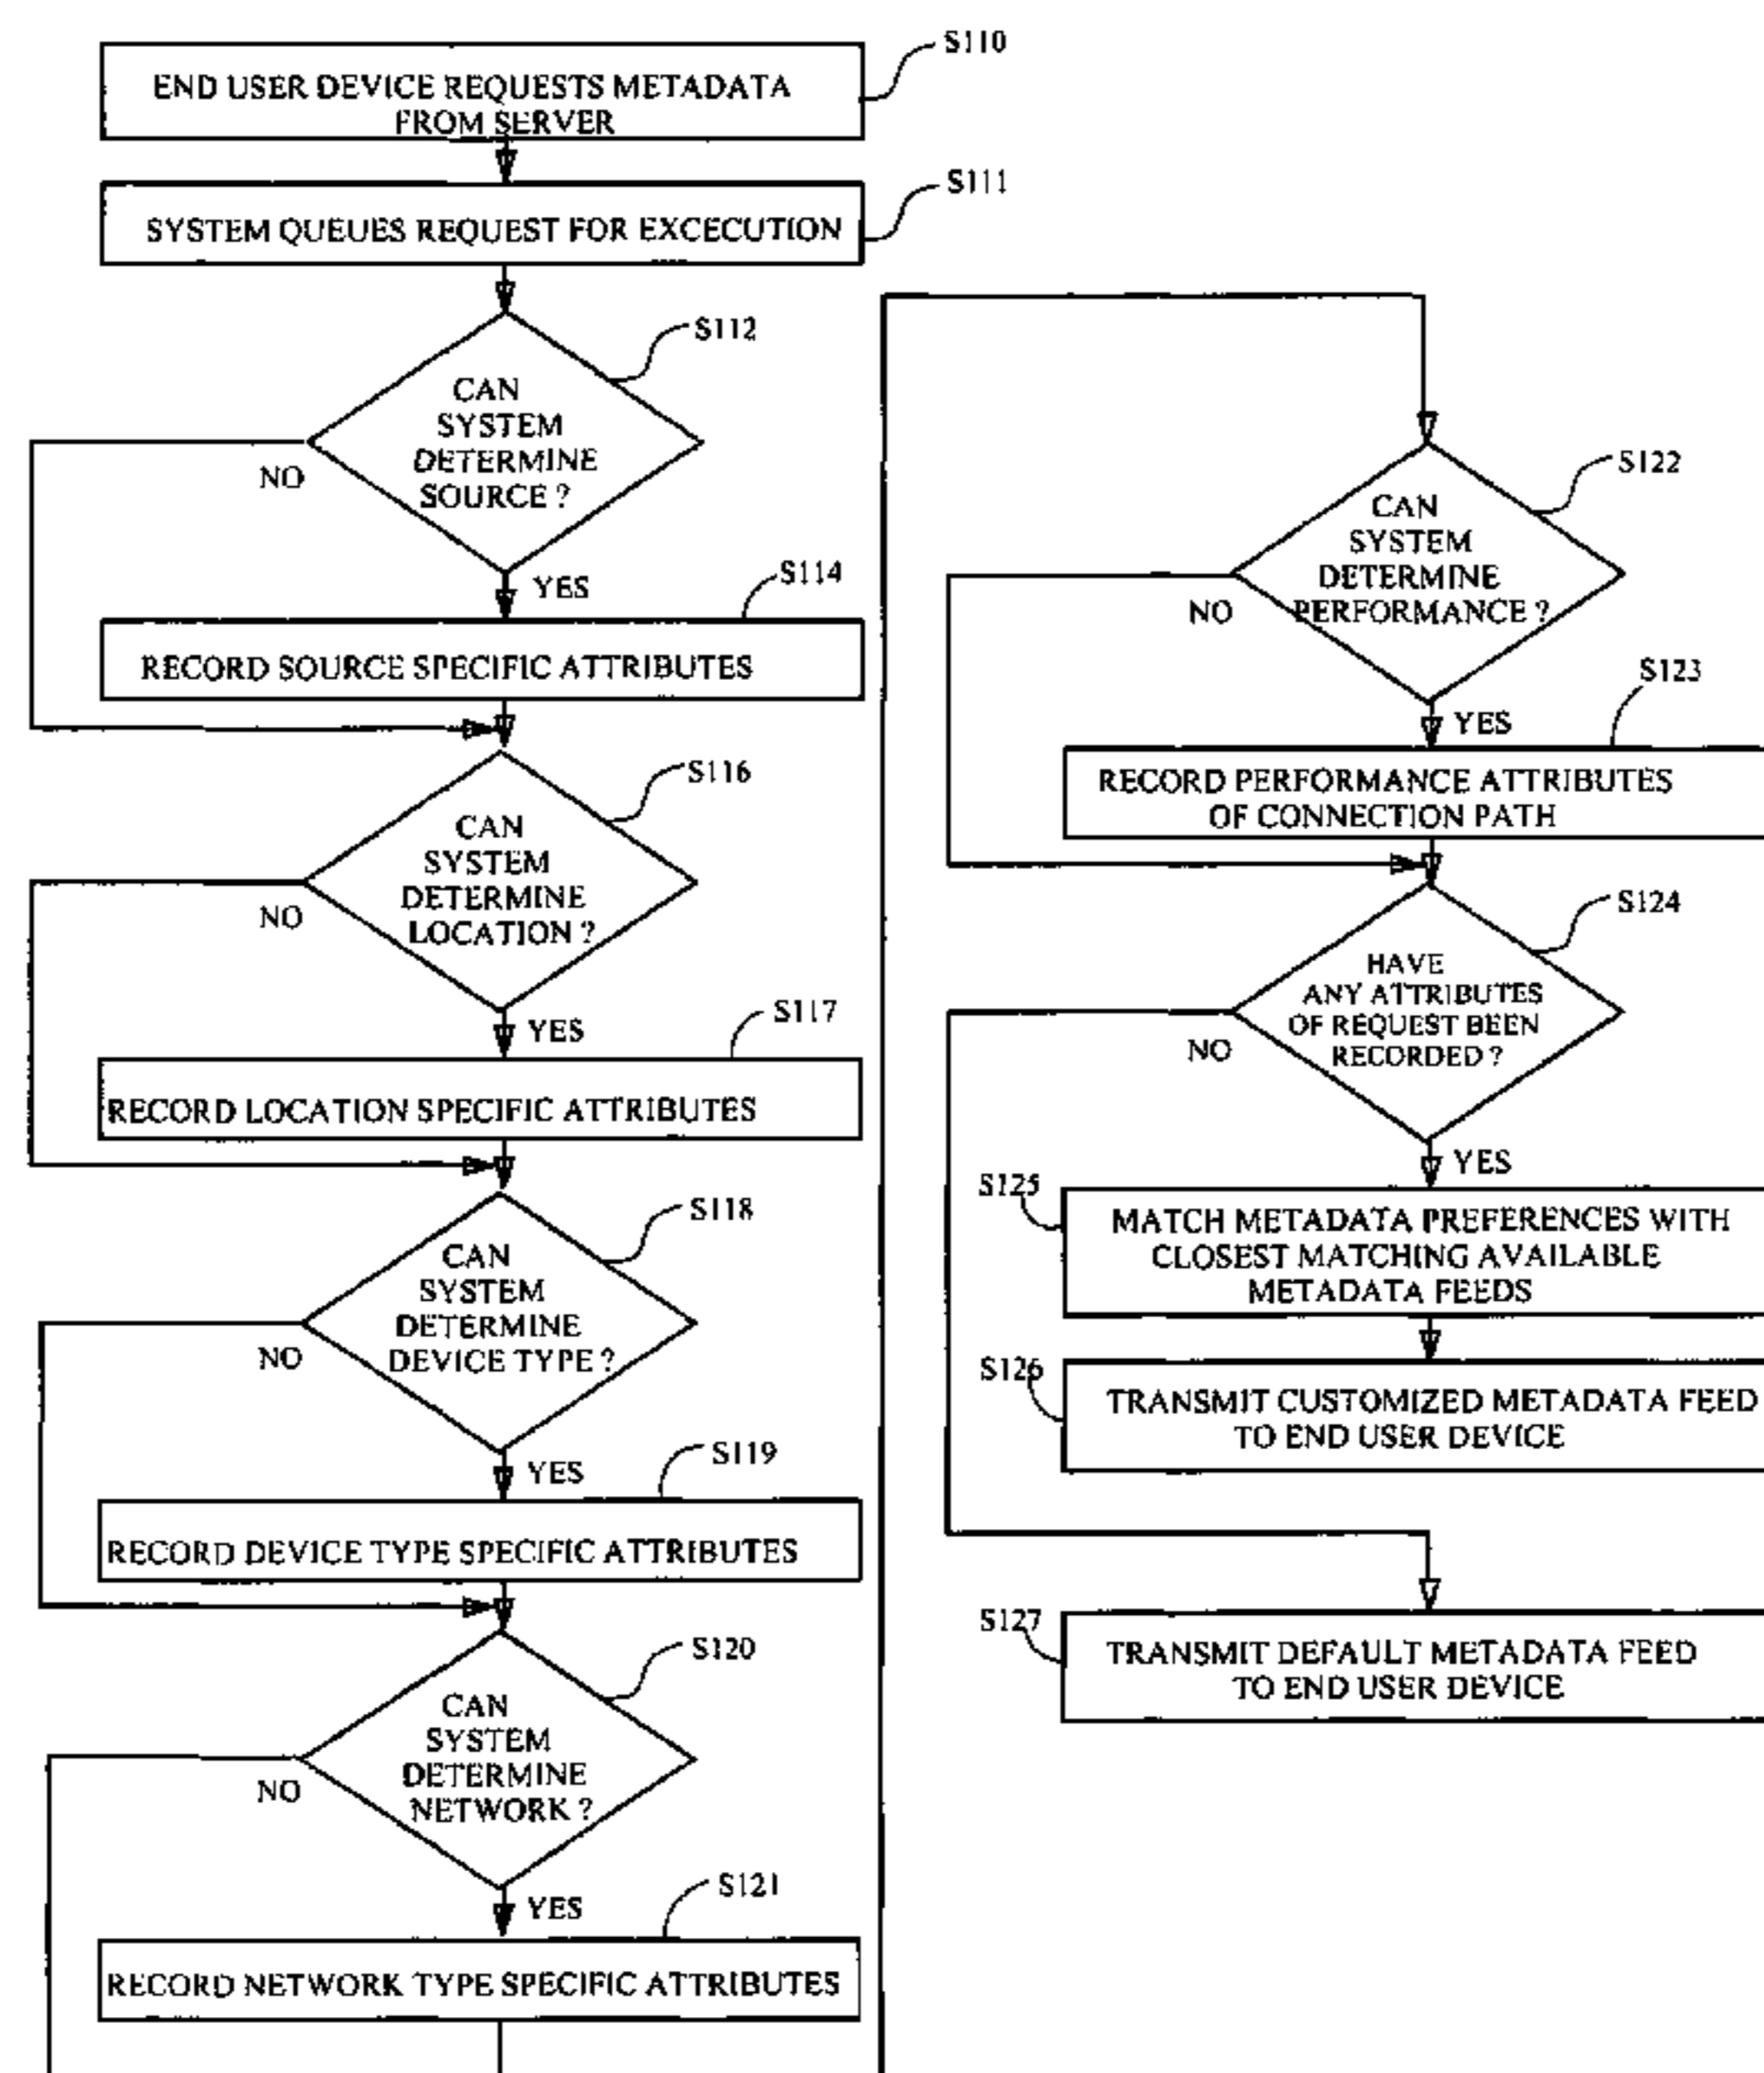 S110
END USER DEVICE REQUESTS METADATA
FROM SERVER
S111
SYSTEM QUEUES REQUEST FOR EXCECUTION
S112
CAN
SYSTEM
DETERMINE
SOURCE ?
NO
YES
S114
RECORD SOURCE SPECIFIC ATTRIBUTES
S116
CAN
SYSTEM
DETERMINE
LOCATION ?
NO
YES
S117
RECORD LOCATION SPECIFIC ATTRIBUTES
S118
CAN
SYSTEM
DETERMINE
DEVICE TYPE ?
NO
YES
S119
RECORD DEVICE TYPE SPECIFIC ATTRIBUTES
S120
CAN
SYSTEM
DETERMINE
NETWORK ?
NO
YES
S121
RECORD NETWORK TYPE SPECIFIC ATTRIBUTES
S122
CAN
SYSTEM
DETERMINE
PERFORMANCE ?
NO
YES
S123
RECORD PERFORMANCE ATTRIBUTES
OF CONNECTION PATH
S124
HAVE
ANY ATTRIBUTES
OF REQUEST BEEN
RECORDED ?
NO
YES
S125
MATCH METADATA PREFERENCES WITH
CLOSEST MATCHING AVAILABLE
METADATA FEEDS
S126
TRANSMIT CUSTOMIZED METADATA FEED
TO END USER DEVICE
S127
TRANSMIT DEFAULT METADATA FEED
TO END USER DEVICE